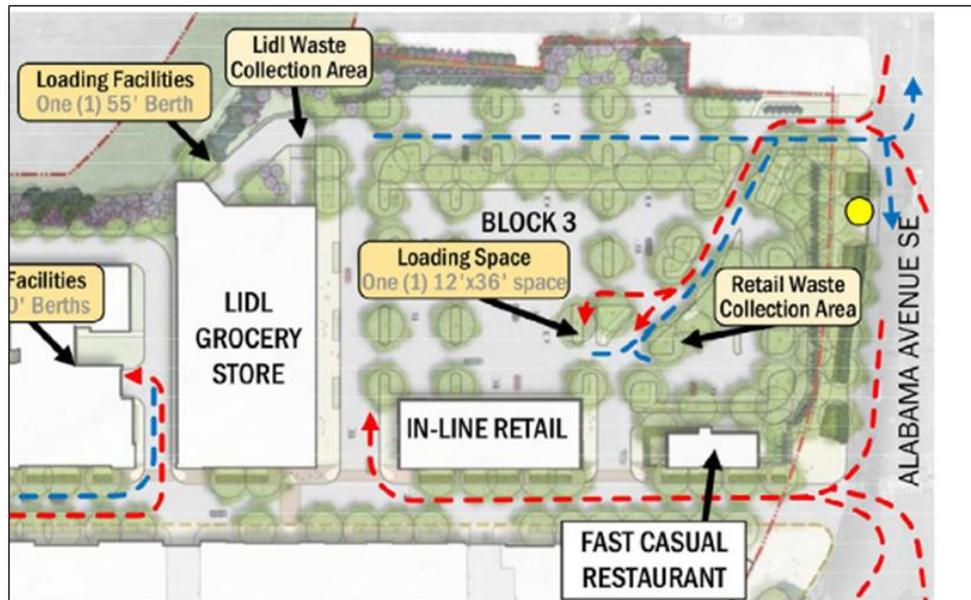 Lidl Waste
Collection Area
Loading Facilities
One (1) 55' Berth
BLOCK 3
Loading Space
One (1) 12'x36' space
Retail Waste
Collection Area
Facilities
0' Berths
LIDL
GROCERY
STORE
IN-LINE RETAIL
ALABAMA AVENUE SE
FAST CASUAL
RESTAURANT